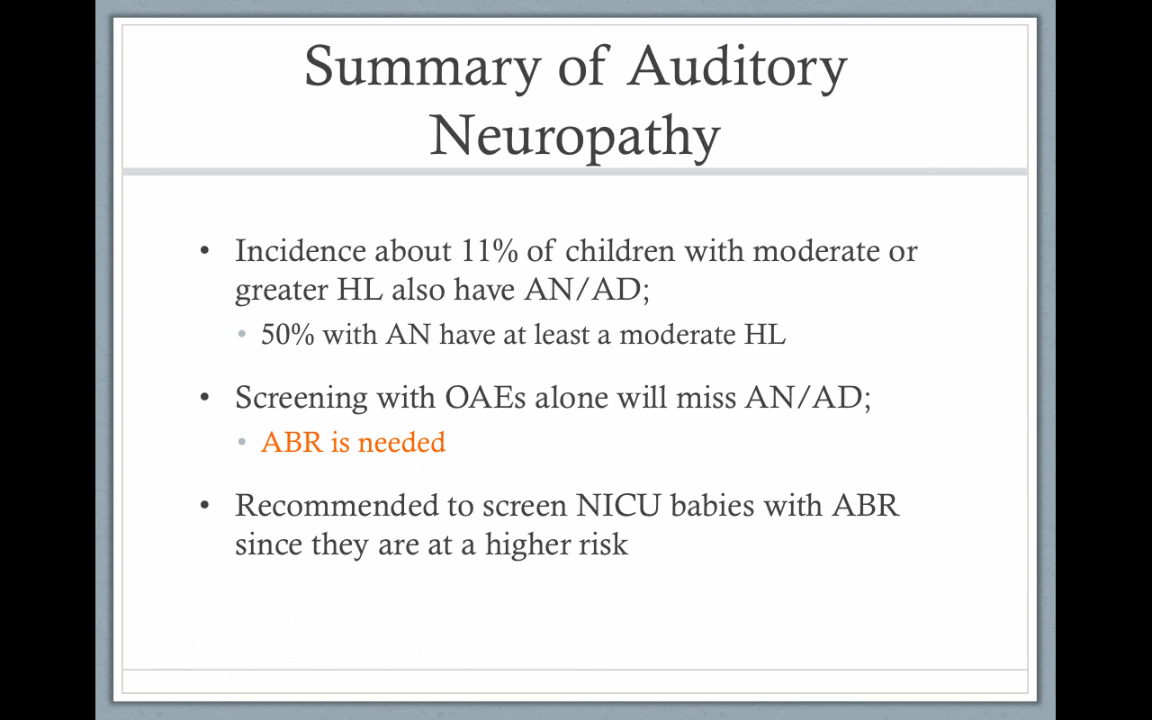 Summary of Auditory
Neuropathy
• Incidence about 11% of children with moderate or
greater HL also have AN/AD;
• 50% with AN have at least a moderate HL
• Screening with OAEs alone will miss AN/AD;
• ABR is needed
• Recommended to screen NICU babies with ABR
since they are at a higher risk